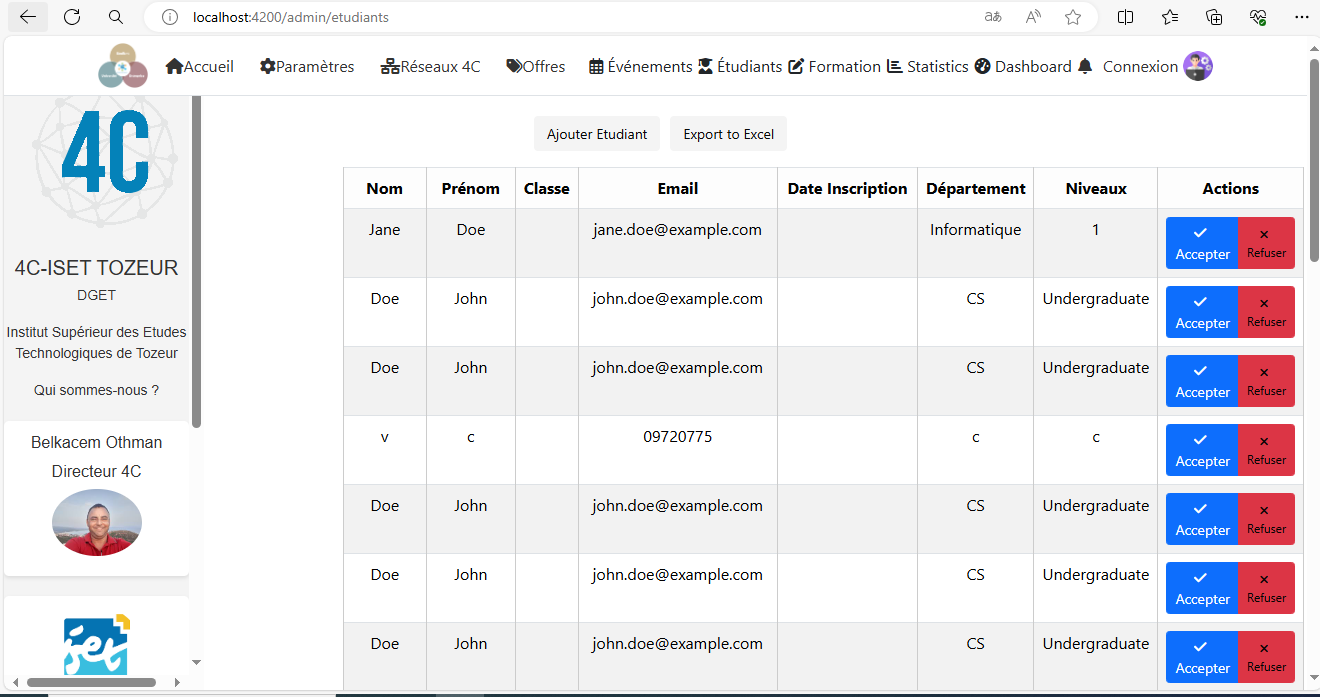 localhost:4200/admin/etudiants
Accueil Paramètres Réseaux 4C Offres Événements Étudiants Formation Statistics Dashboard Connexion
4C
4C-ISET TOZEUR
DGET
Institut Supérieur des Etudes
Technologiques de Tozeur
Qui sommes-nous ?
Belkacem Othman
Directeur 4C
iset
Ajouter Etudiant Export to Excel
Nom Prénom Classe Email Date Inscription Département Niveaux Actions
Jane Doe jane.doe@example.com Informatique 1 Accepter Refuser
Doe John john.doe@example.com CS Undergraduate Accepter Refuser
Doe John john.doe@example.com CS Undergraduate Accepter Refuser
v c 09720775 c c Accepter Refuser
Doe John john.doe@example.com CS Undergraduate Accepter Refuser
Doe John john.doe@example.com CS Undergraduate Accepter Refuser
Doe John john.doe@example.com CS Undergraduate Accepter Refuser